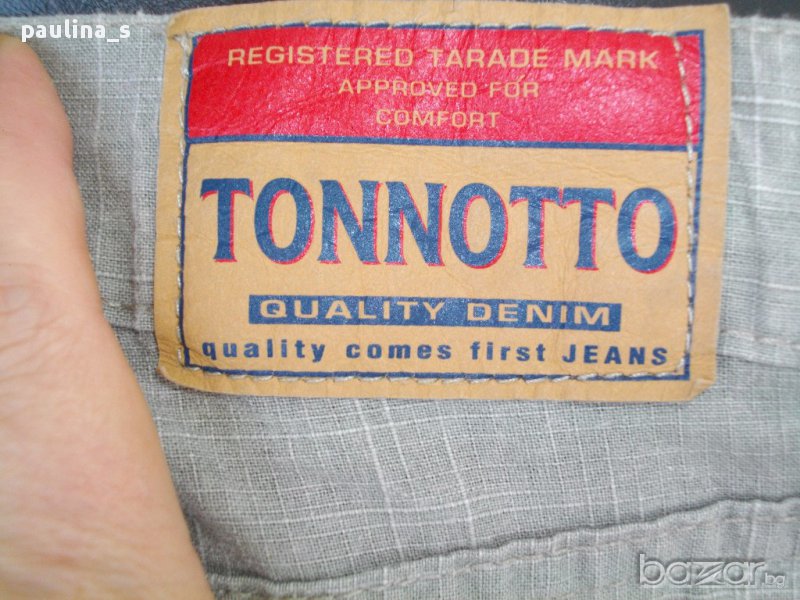 paulina_s
REGISTERED TARADE MARK
APPROVED FOR
COMFORT
TONNOTTO
QUALITY DENIM
quality comes first JEANS
bazar.bg